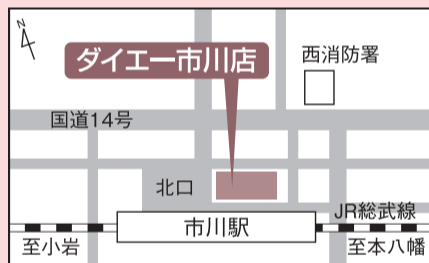 N
ダイエー市川店
西消防署
国道14号
北口
JR総武線
市川駅
至小岩
至本八幡